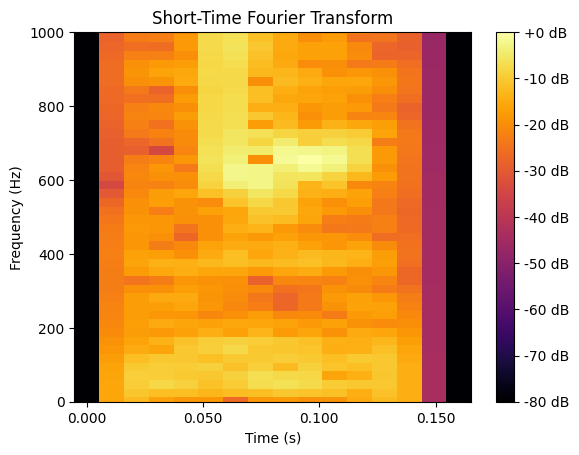 Short-Time Fourier Transform
Frequency (Hz)
1000
800
600
400
200
0
0.000
0.050
0.100
0.150
Time (s)
+0 dB
-10 dB
-20 dB
-30 dB
-40 dB
-50 dB
-60 dB
-70 dB
-80 dB